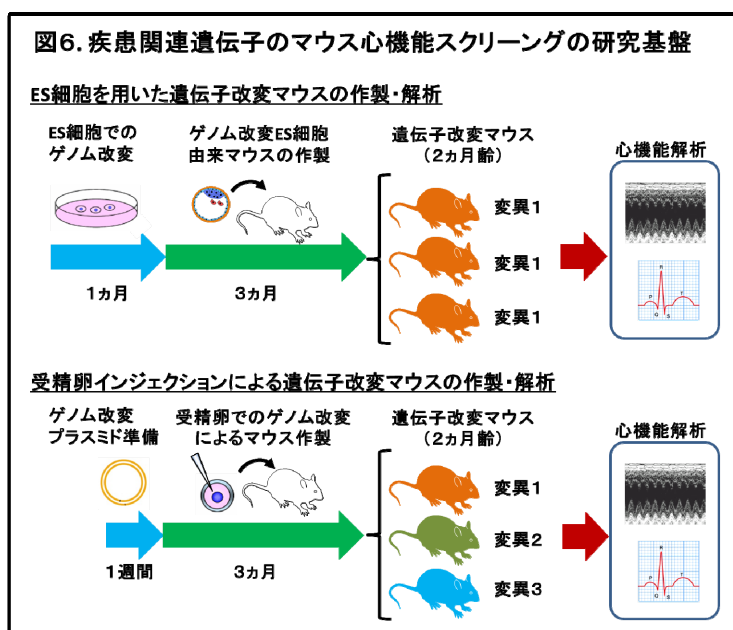 図6. 疾患関連遺伝子のマウス心機能スクリーングの研究基盤
ES細胞を用いた遺伝子改変マウスの作製・解析
ES細胞での
ゲノム改変
ゲノム改変ES細胞
由来マウスの作製
遺伝子改変マウス
（2ヵ月齢）
心機能解析
変異1
変異1
変異1
1ヵ月
3ヵ月
R
P
T
Q
S
受精卵インジェクションによる遺伝子改変マウスの作製・解析
ゲノム改変
プラスミド準備
受精卵でのゲノム改変
によるマウス作製
遺伝子改変マウス
（2ヵ月齢）
心機能解析
変異1
変異2
変異3
1週間
3ヵ月
R
P
T
Q
S